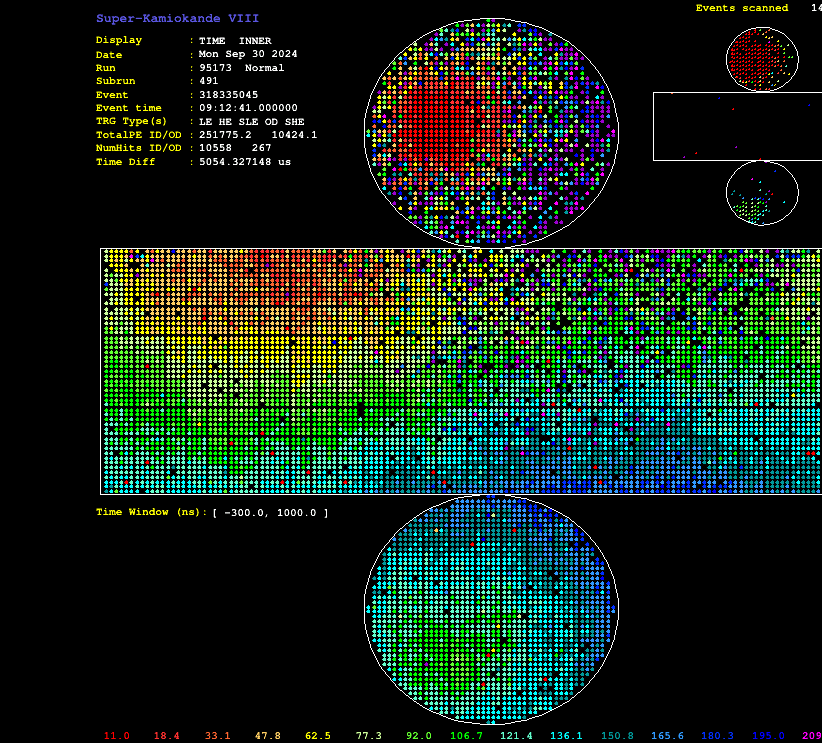 Super-Kamiokande VIII
Events scanned 14
Display : TIME INNER
Date : Mon Sep 30 2024
Run : 95173 Normal
Subrun : 491
Event : 318335045
Event time : 09:12:41.000000
TRG Type(s) : LE HE SLE OD SHE
TotalPE ID/OD : 251775.2 10424.1
NumHits ID/OD : 10558 267
Time Diff : 5054.327148 us
Time Window (ns): [ -300.0, 1000.0 ]
11.0 18.4 33.1 47.8 62.5 77.3 92.0 106.7 121.4 136.1 150.8 165.6 180.3 195.0 209